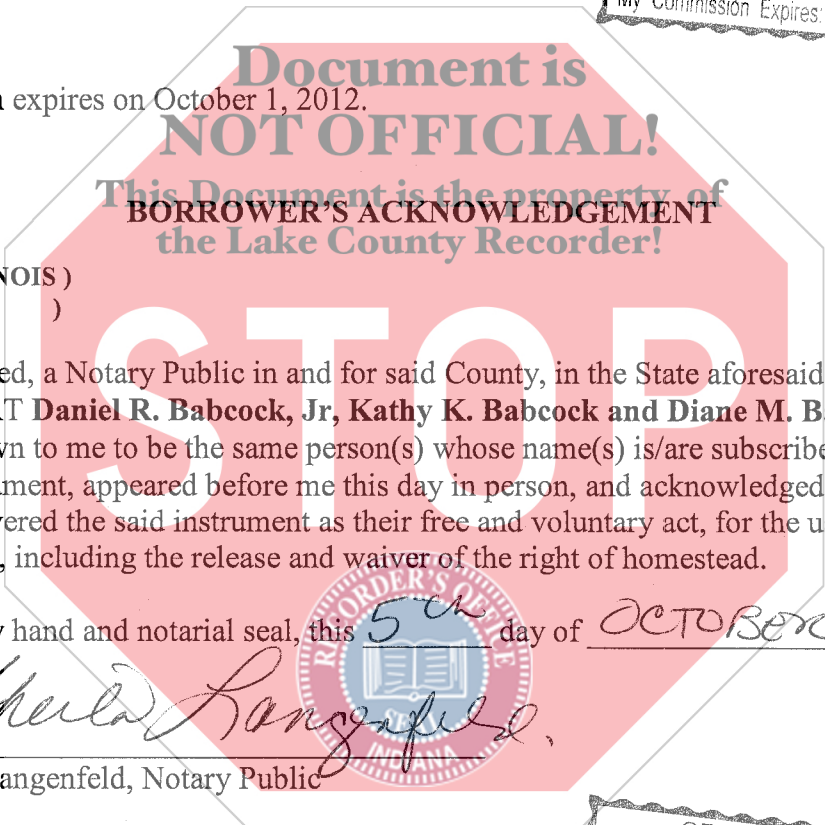 My Commission Expires:
Document is
expires on October 1, 2012.
NOT OFFICIAL!
This Document is the property of
BORROWER'S ACKNOWLEDGEMENT
the Lake County Recorder!
NOIS )
)
STOP
ed, a Notary Public in and for said County, in the State aforesaid
T Daniel R. Babcock, Jr, Kathy K. Babcock and Diane M. B
wn to me to be the same person(s) whose name(s) is/are subscribe
ment, appeared before me this day in person, and acknowledged
vered the said instrument as their free and voluntary act, for the u
, including the release and waiver of the right of homestead.
RECORDER'S OFFICE
y hand and notarial seal, this 5th day of OCTOBER
SEAL
Sheila Langenfeld
INDIANA
angenfeld, Notary Public